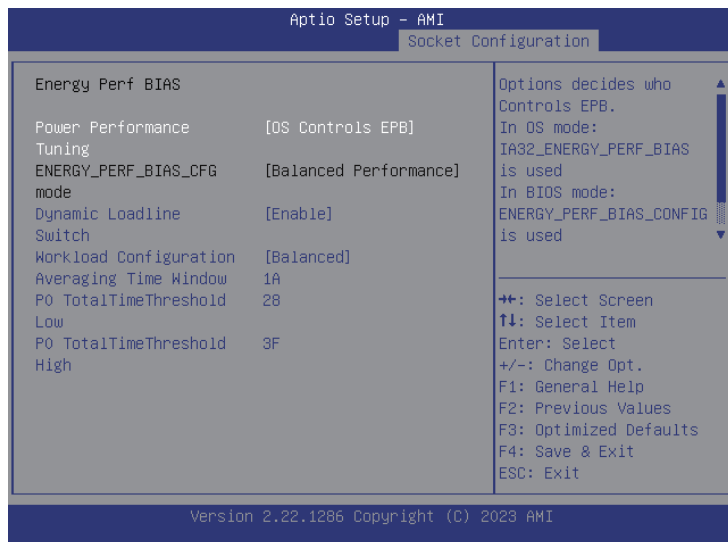 Aptio Setup – AMI
Socket Configuration
Energy Perf BIAS
Power Performance [OS Controls EPB]
Tuning
ENERGY_PERF_BIAS_CFG [Balanced Performance]
mode
Dynamic Loadline [Enable]
Switch
Workload Configuration [Balanced]
Averaging Time Window 1A
P0 TotalTimeThreshold 28
Low
P0 TotalTimeThreshold 3F
High
Options decides who
Controls EPB.
In OS mode:
IA32_ENERGY_PERF_BIAS
is used
In BIOS mode:
ENERGY_PERF_BIAS_CONFIG
is used
→←: Select Screen
↑↓: Select Item
Enter: Select
+/-: Change Opt.
F1: General Help
F2: Previous Values
F3: Optimized Defaults
F4: Save & Exit
ESC: Exit
Version 2.22.1286 Copyright (C) 2023 AMI